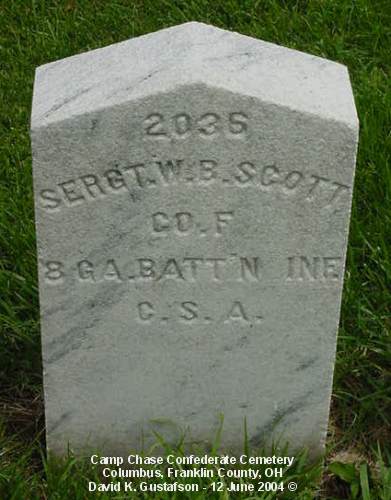 2036
SERGT. W. B. SCOTT
CO. F
8 GA. BATT'N INF.
C. S. A.
Camp Chase Confederate Cemetery
Columbus, Franklin County, OH
David K. Gustafson - 12 June 2004 ©